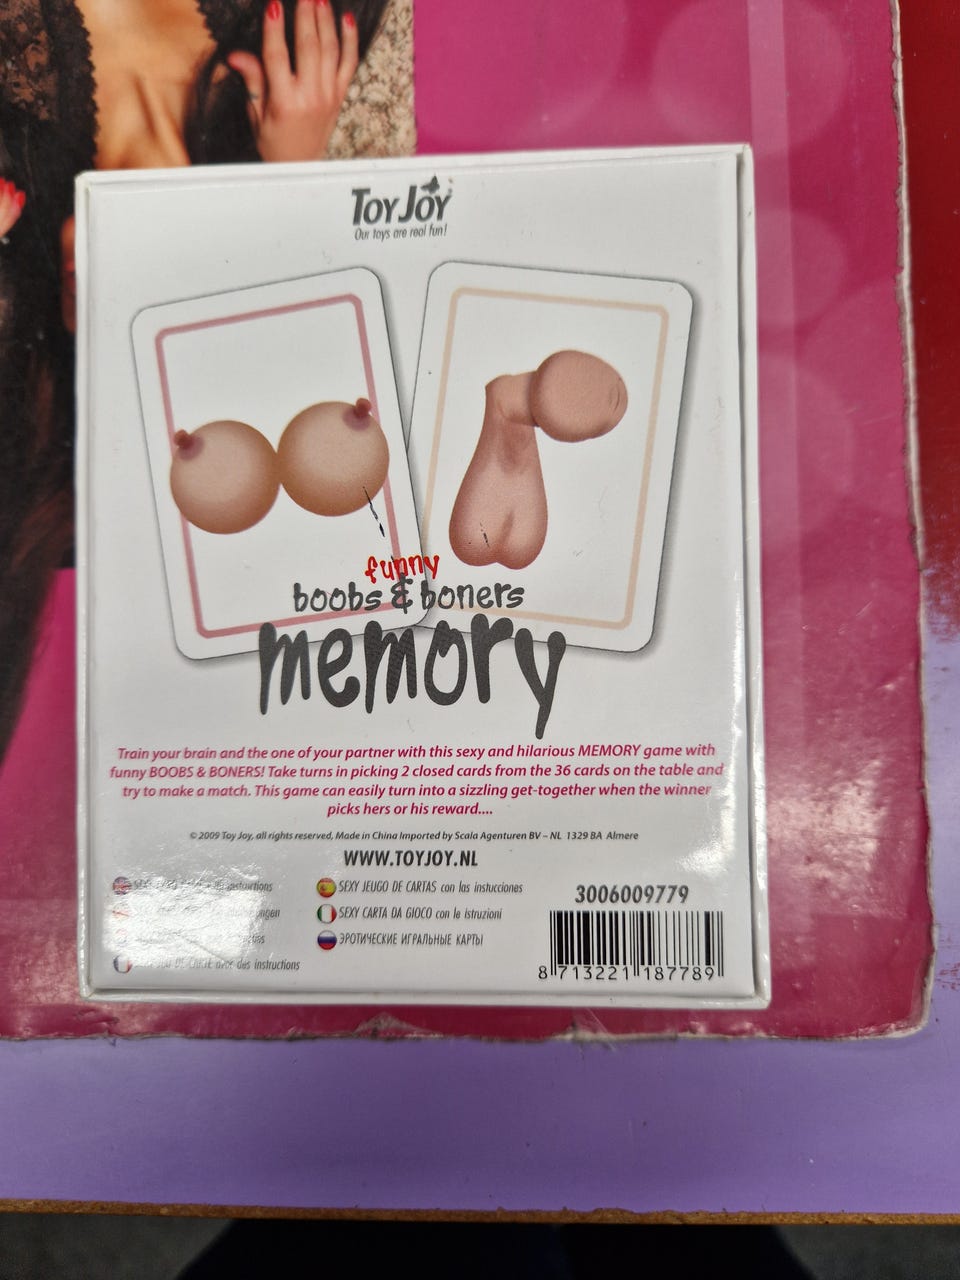 TOYJOY
Our toys are real fun!
funny
boobs & boners
memory
Train your brain and the one of your partner with this sexy and hilarious MEMORY game with
funny BOOBS & BONERS! Take turns in picking 2 closed cards from the 36 cards on the table and
try to make a match. This game can easily turn into a sizzling get-together when the winner
picks hers or his reward....
© 2009 Toy Joy, all rights reserved, Made in China Imported by Scala Agenturen BV – NL 1329 BA Almere
WWW.TOYJOY.NL
instructions
des instructions
SEXY JEUGO DE CARTAS con las instucciones
SEXY CARTA DA GIOCO con le istruzioni
ЭРОТИЧЕСКИЕ ИГРАЛЬНЫЕ КАРТЫ
3006009779
8 713221 187789